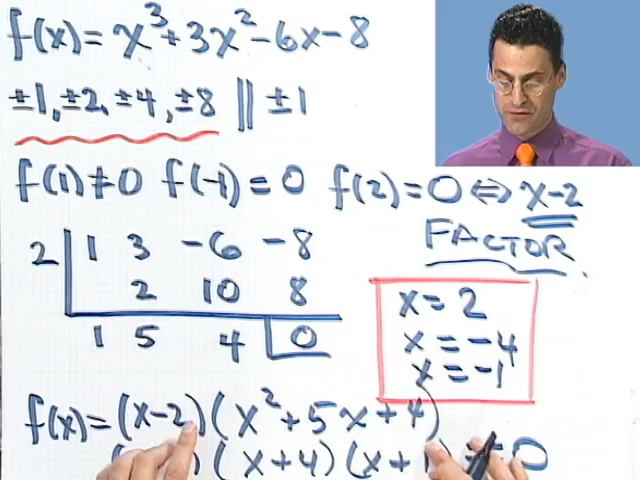 f(x) = x³ + 3x² - 6x - 8
±1, ±2, ±4, ±8 || ±1
f(1) ≠ 0 f(-1) = 0 f(2) = 0 ⇔ x-2
FACTOR
2 | 1 3 -6 -8
2 10 8
1 5 4 | 0
x = 2
x = -4
x = -1
f(x) = (x-2)(x² + 5x + 4)
(x+4)(x+1 = 0